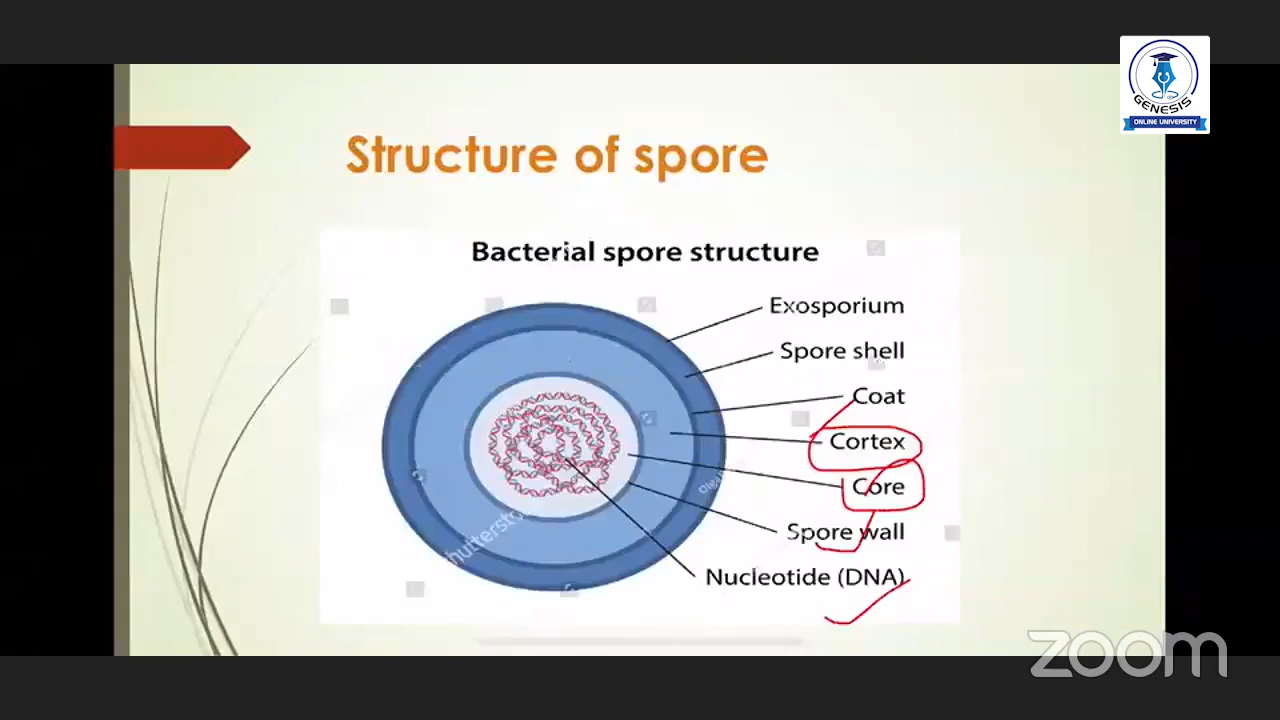 GENESIS
ONLINE UNIVERSITY
Structure of spore
Bacterial spore structure
Exosporium
Spore shell
Coat
Cortex
Core
Spore wall
Nucleotide (DNA)
zoom